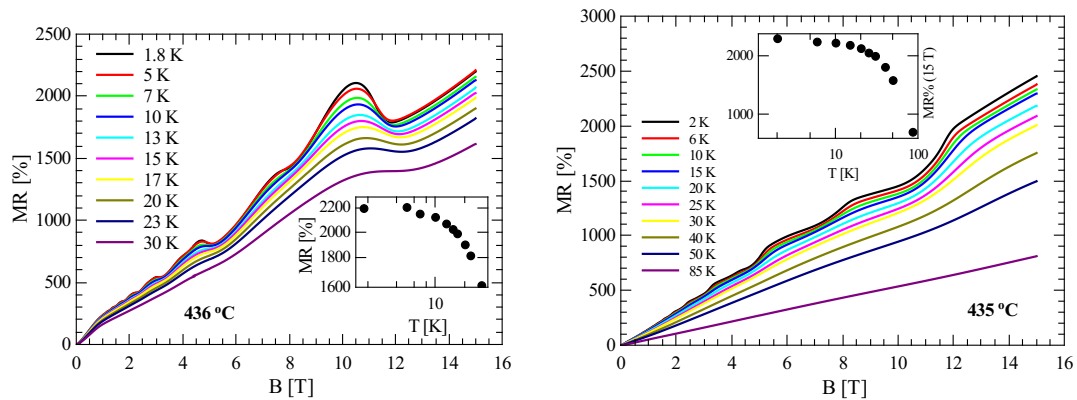 2500
2000
1500
1000
500
0
MR [%]
1.8 K
5 K
7 K
10 K
13 K
15 K
17 K
20 K
23 K
30 K
436 °C
2200
2000
1800
1600
MR [%]
10
T [K]
0 2 4 6 8 10 12 14 16
B [T]
3000
2500
2000
1500
1000
500
0
MR [%]
2 K
6 K
10 K
15 K
20 K
25 K
30 K
40 K
50 K
85 K
2000
1000
MR% (15 T)
10 100
T [K]
435 °C
0 2 4 6 8 10 12 14 16
B [T]